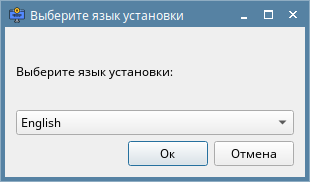 Выберите язык установки
Выберите язык установки:
English
Ок
Отмена